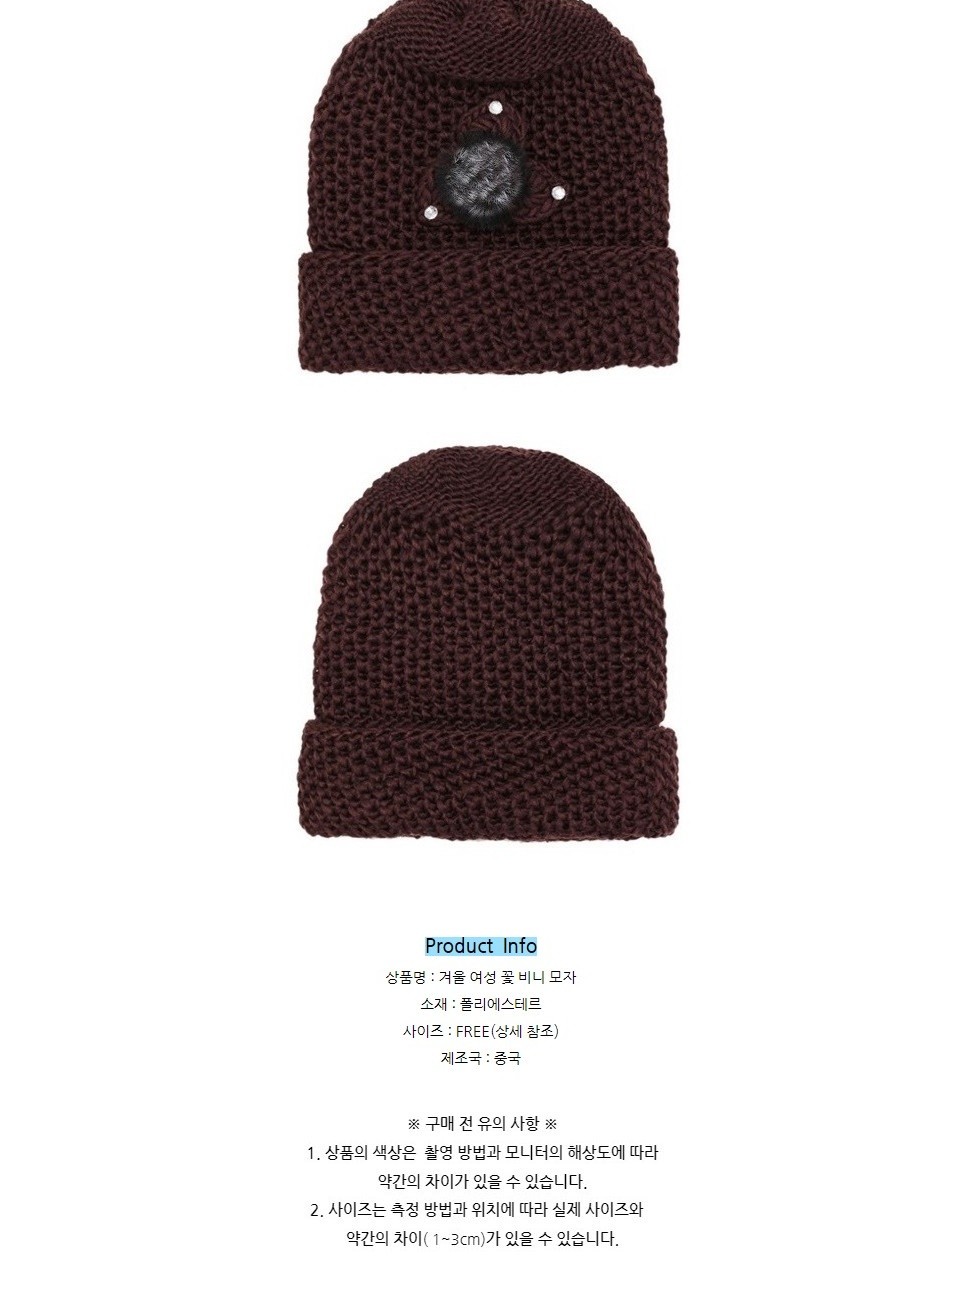 Product Info
상품명 : 겨울 여성 꽃 비니 모자
소재 : 폴리에스테르
사이즈 : FREE(상세 참조)
제조국 : 중국
※ 구매 전 유의 사항 ※
1. 상품의 색상은 촬영 방법과 모니터의 해상도에 따라
약간의 차이가 있을 수 있습니다.
2. 사이즈는 측정 방법과 위치에 따라 실제 사이즈와
약간의 차이( 1~3cm)가 있을 수 있습니다.